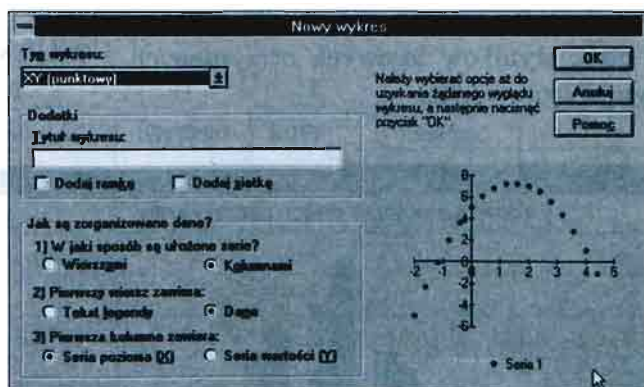 Nowy wykres
Typ wykresu:
XY (punktowy)
Należy wybierać opcje aż do
uzyskania żądanego wyglądu
wykresu, a następnie nacisnąć
przycisk "OK".
OK
Anuluj
Pomoc
Dodatki
Tytuł wykresu:
Dodaj ramkę
Dodaj siatkę
Jak są zorganizowane dane?
1) W jaki sposób są ułożone serie?
Wierszami
Kolumnami
2) Pierwszy wiersz zawiera:
Tekst legendy
Dane
3) Pierwsza kolumna zawiera:
Seria pozioma (X)
Seria wartości (Y)
8
6
4
2
0
-2
-4
-6
-2 -1 0 1 2 3 4 5
Seria 1